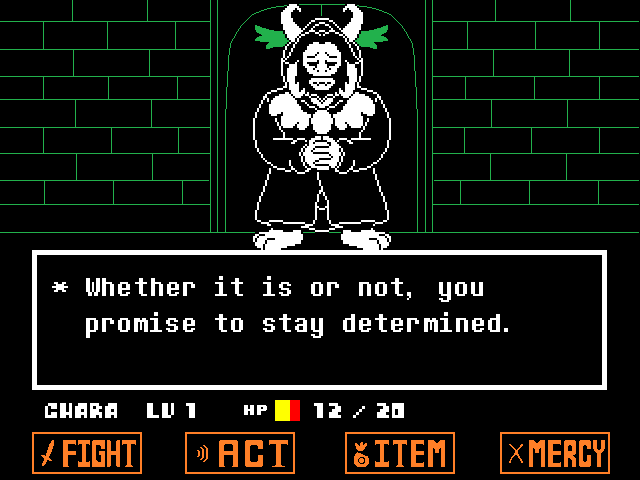 * Whether it is or not, you
promise to stay determined.
CHARA LV 1 HP 12 / 20
FIGHT ACT ITEM MERCY